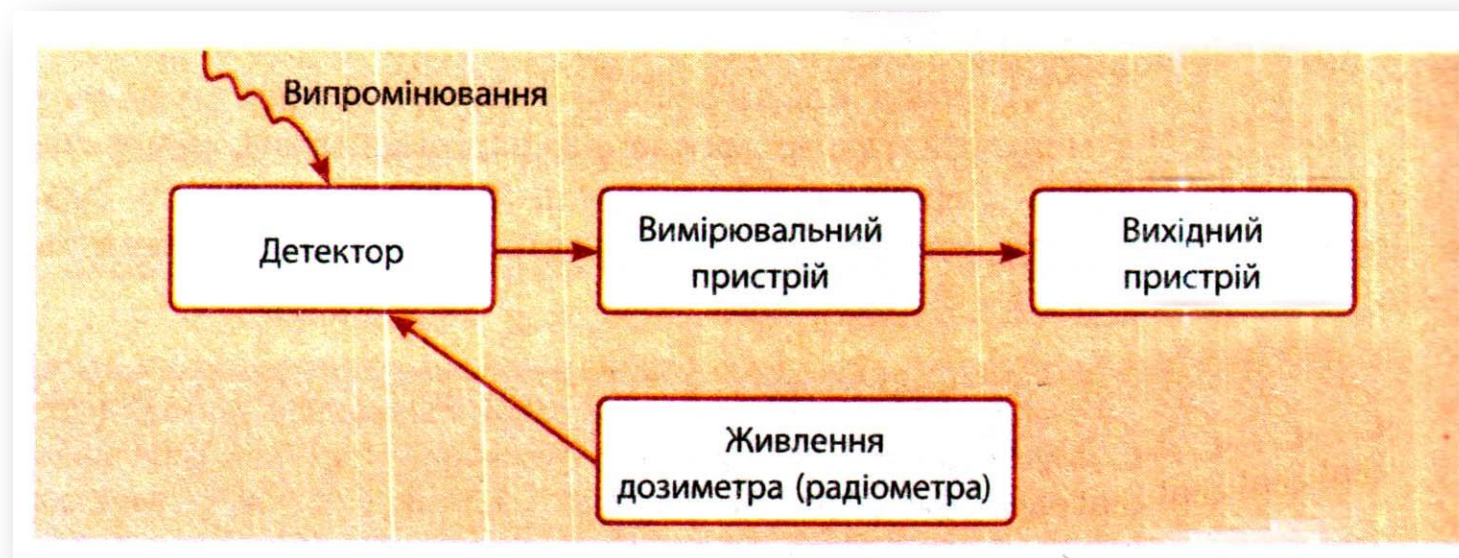 Випромінювання
Детектор
Вимірювальний
пристрій
Вихідний
пристрій
Живлення
дозиметра (радіометра)